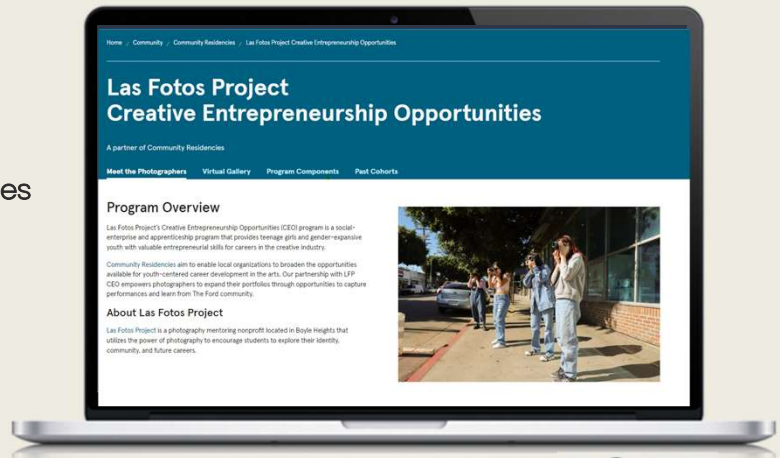 Home / Community / Community Residencies / Las Fotos Project Creative Entrepreneurship Opportunities
Las Fotos Project
Creative Entrepreneurship Opportunities
A partner of Community Residencies
Meet the Photographers Virtual Gallery Program Components Past Cohorts
es
Program Overview
Las Fotos Project's Creative Entrepreneurship Opportunities (CEO) program is a social-
enterprise and apprenticeship program that provides teenage girls and gender-expansive
youth with valuable entrepreneurial skills for careers in the creative industry.
Community Residencies aim to enable local organizations to broaden the opportunities
available for youth-centered career development in the arts. Our partnership with LFP
CEO empowers photographers to expand their portfolios through opportunities to capture
performances and learn from The Ford community.
About Las Fotos Project
Las Fotos Project is a photography mentoring nonprofit located in Boyle Heights that
utilizes the power of photography to encourage students to explore their identity,
community, and future careers.